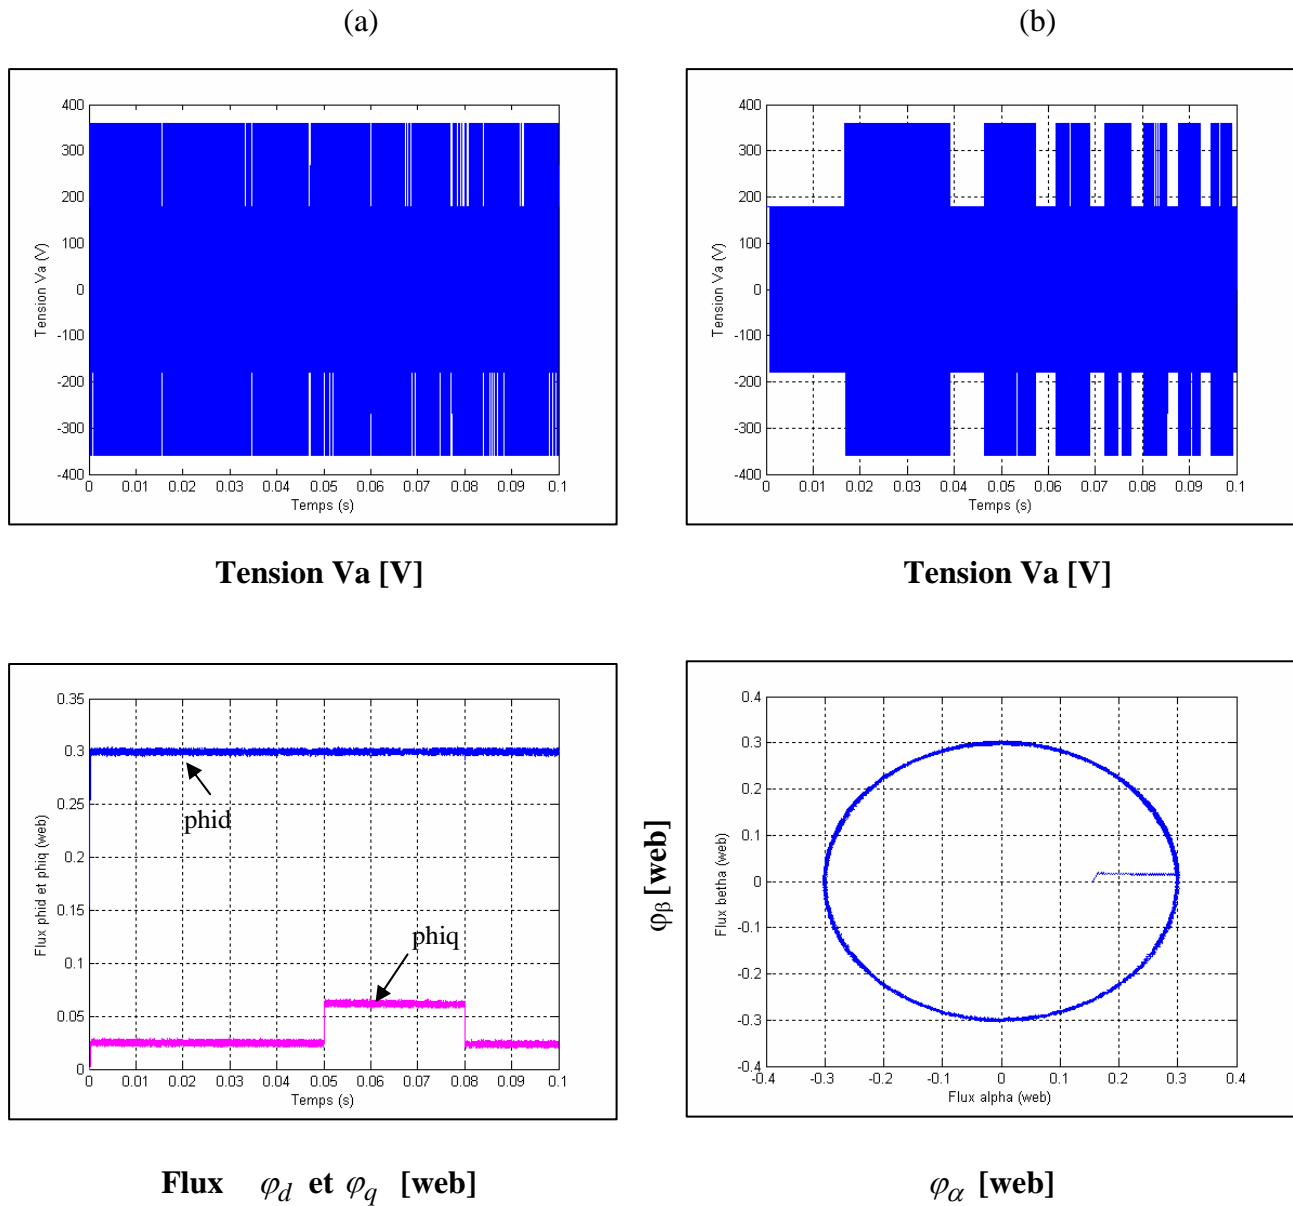 (a) (b)
400 300 200 100 0 -100 -200 -300 -400
Tension Va (V)
0 0.01 0.02 0.03 0.04 0.05 0.06 0.07 0.08 0.09 0.1
Temps (s)
400 300 200 100 0 -100 -200 -300 -400
Tension Va (V)
0 0.01 0.02 0.03 0.04 0.05 0.06 0.07 0.08 0.09 0.1
Temps (s)
Tension Va [V] Tension Va [V]
0.35 0.3 0.25 0.2 0.15 0.1 0.05 0
Flux phid et phiq (web)
phid
phiq
0 0.01 0.02 0.03 0.04 0.05 0.06 0.07 0.08 0.09 0.1
Temps (s)
φβ [web]
0.4 0.3 0.2 0.1 0 -0.1 -0.2 -0.3 -0.4
Flux betha (web)
-0.4 -0.3 -0.2 -0.1 0 0.1 0.2 0.3 0.4
Flux alpha (web)
Flux φd et φq [web] φα [web]